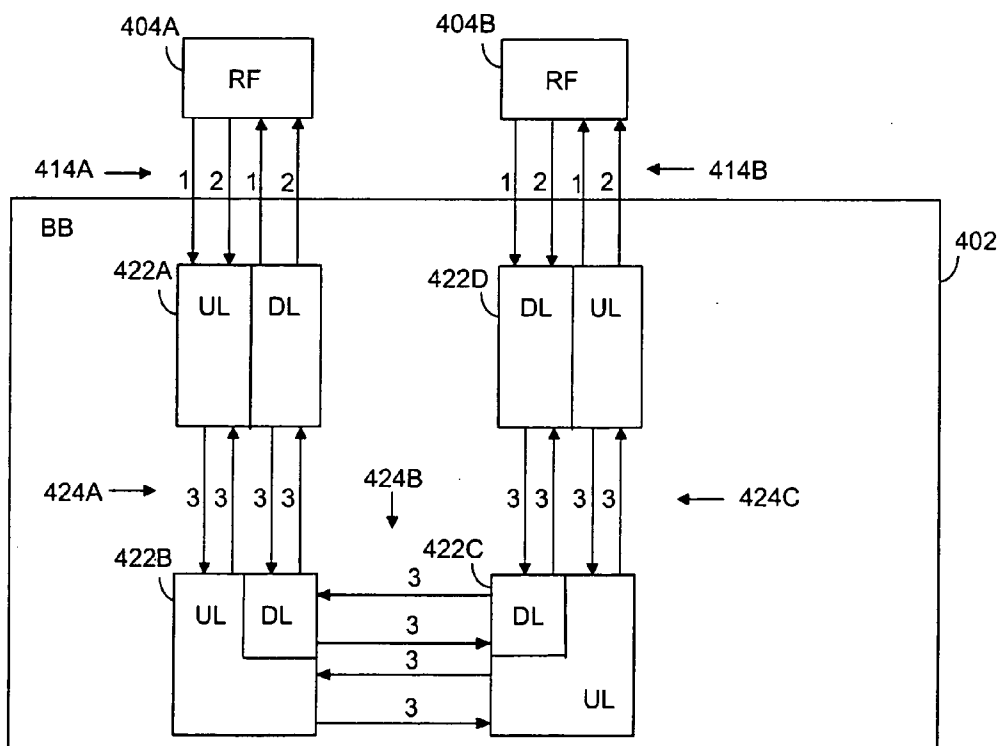 404A
404B
RF
RF
414A
1 2 1 2
1 2 1 2
414B
BB
402
422A
UL DL
422D
DL UL
424A
3 3 3 3
424B
3 3 3 3
424C
422B
UL DL
422C
DL
UL
3
3
3
3